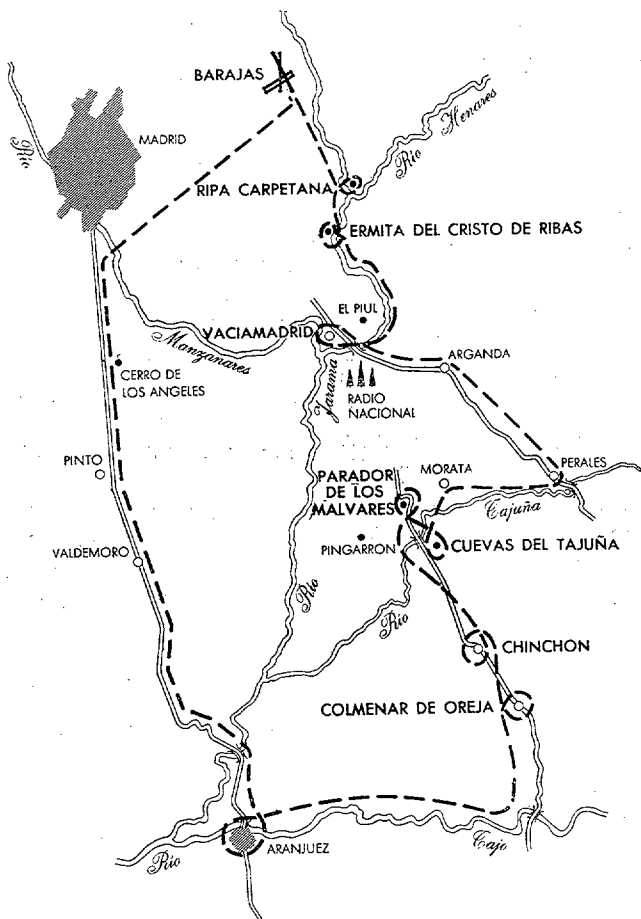 BARAJAS
Río
MADRID
Río Henares
RIPA CARPETANA
ERMITA DEL CRISTO DE RIBAS
EL PIUL
VACIAMADRID
Manzanares
ARGANDA
CERRO DE
LOS ANGELES
Jarama
RADIO
NACIONAL
PINTO
MORATA
PERALES
PARADOR
DE LOS
MALVARES
Tajuña
VALDEMORO
PINGARRON
CUEVAS DEL TAJUÑA
Río
Río
CHINCHON
COLMENAR DE OREJA
Río
ARANJUEZ
Tajo